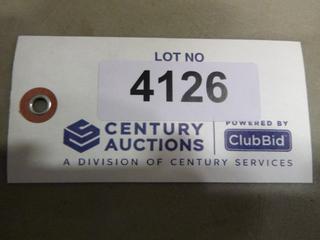 LOT NO
4126
CENTURY
AUCTIONS
POWERED BY
ClubBid
A DIVISION OF CENTURY SERVICES